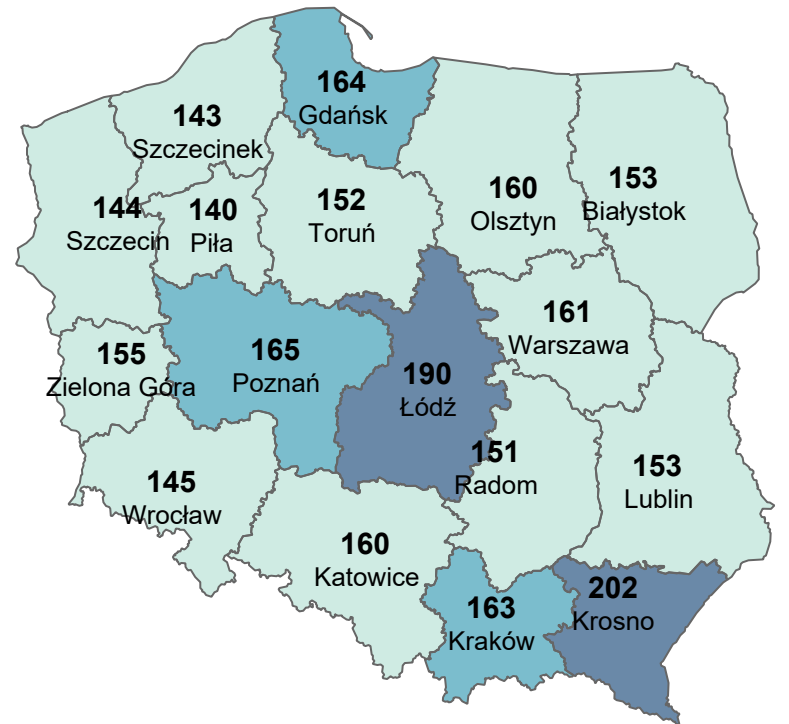 164
Gdańsk
143
Szczecinek
144
Szczecin
140
Piła
152
Toruń
160
Olsztyn
153
Białystok
155
Zielona Góra
165
Poznań
190
Łódź
161
Warszawa
145
Wrocław
151
Radom
153
Lublin
160
Katowice
163
Kraków
202
Krosno